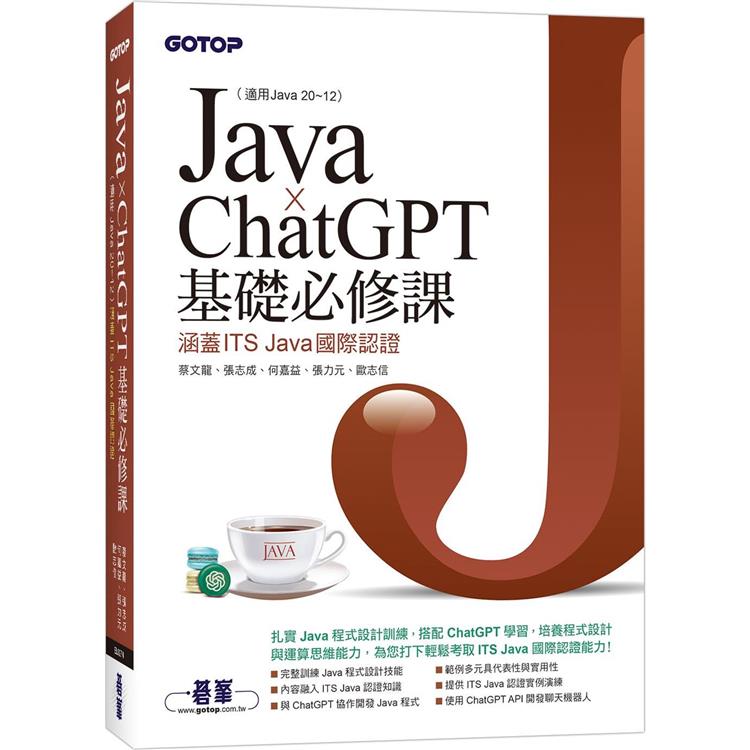 GOTOP
(適用Java 20~12)
Java
×
ChatGPT
基礎必修課
涵蓋ITS Java國際認證
蔡文龍、張志成、何嘉益、張力元、歐志信
JAVA
扎實 Java 程式設計訓練，搭配 ChatGPT 學習，培養程式設計
與運算思維能力，為您打下輕鬆考取 ITS Java 國際認證能力！
■ 完整訓練 Java 程式設計技能
■ 內容融入 ITS Java 認證知識
■ 與 ChatGPT 協作開發 Java 程式
■ 範例多元具代表性與實用性
■ 提供 ITS Java 認證實例演練
■ 使用 ChatGPT API 開發聊天機器人
碁峯
www.gotop.com.tw
Java×ChatGPT 基礎必修課